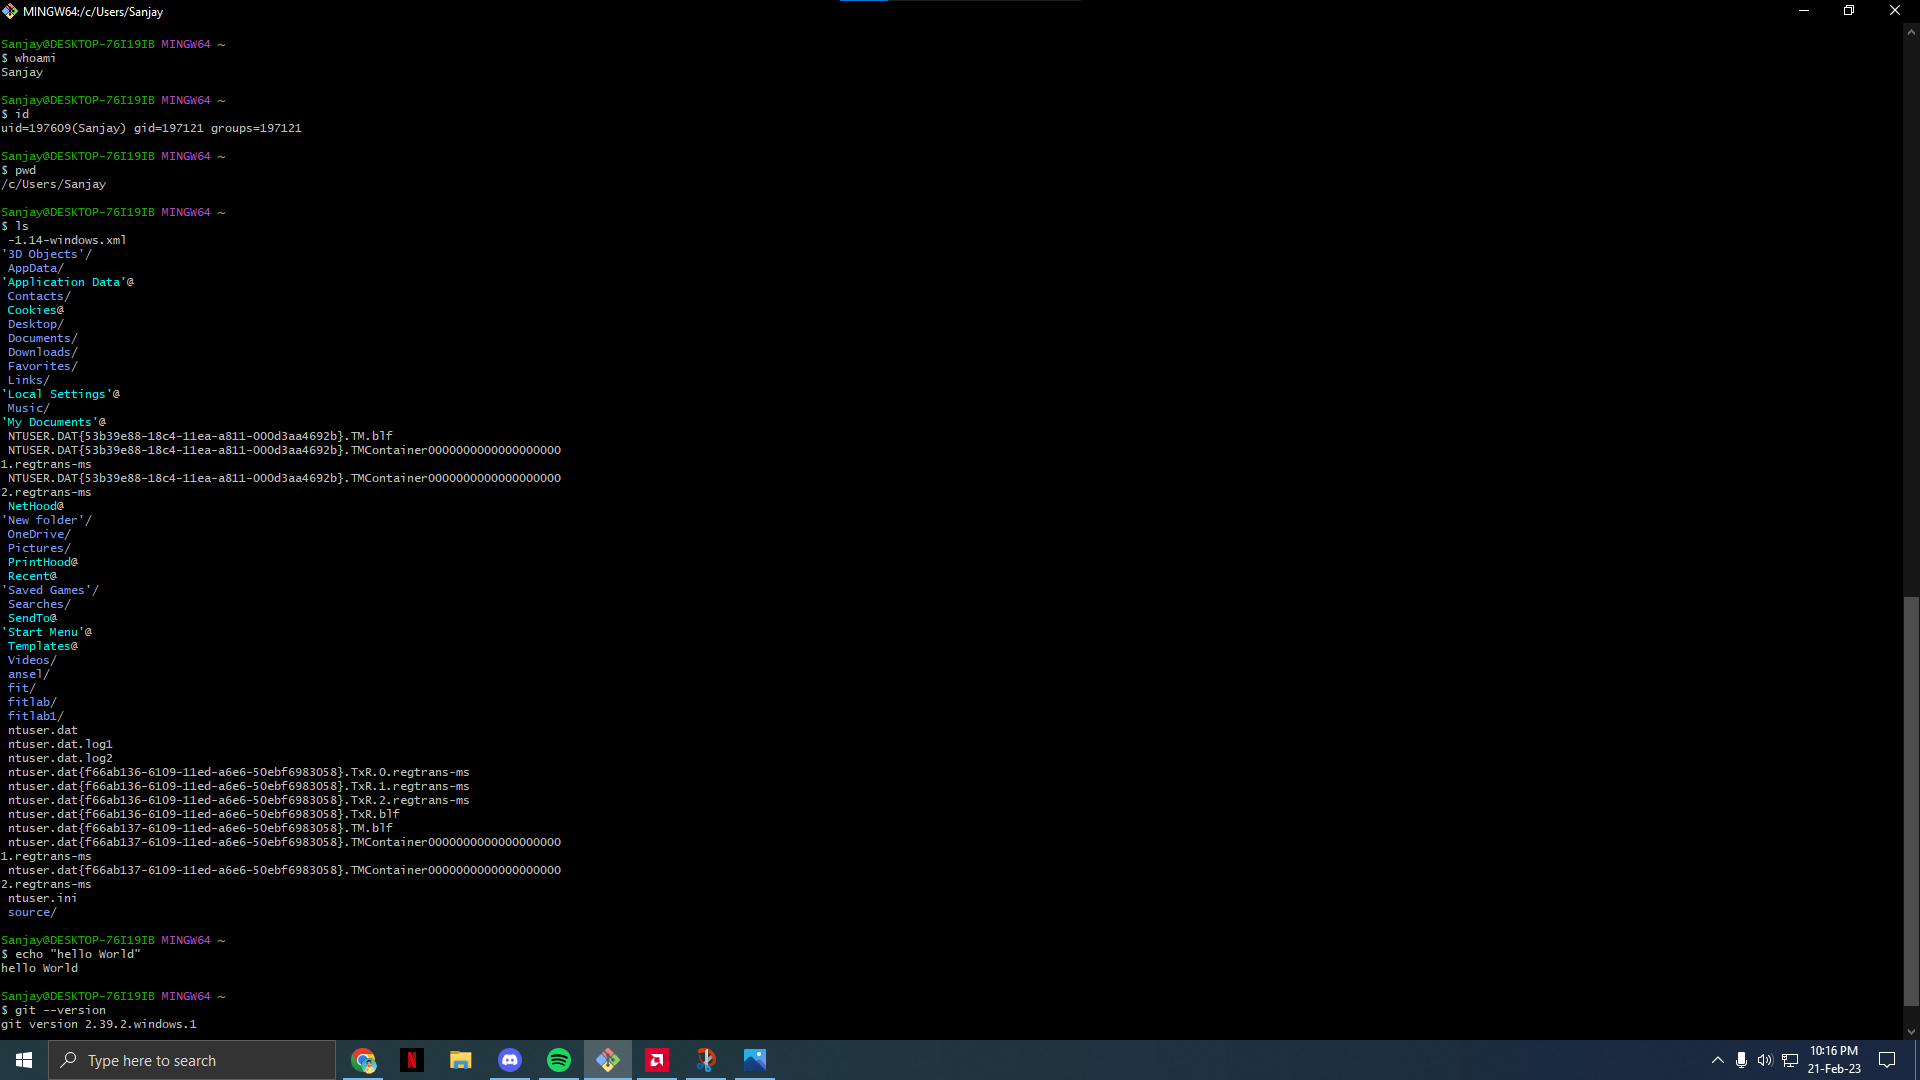 MINGW64:/c/Users/Sanjay
Sanjay@DESKTOP-76I19IB MINGW64 ~
$ whoami
Sanjay
Sanjay@DESKTOP-76I19IB MINGW64 ~
$ id
uid=197609(Sanjay) gid=197121 groups=197121
Sanjay@DESKTOP-76I19IB MINGW64 ~
$ pwd
/c/Users/Sanjay
Sanjay@DESKTOP-76I19IB MINGW64 ~
$ ls
-1.14-windows.xml
'3D Objects'/
AppData/
'Application Data'@
Contacts/
Cookies@
Desktop/
Documents/
Downloads/
Favorites/
Links/
'Local Settings'@
Music/
'My Documents'@
NTUSER.DAT{53b39e88-18c4-11ea-a811-000d3aa4692b}.TM.blf
NTUSER.DAT{53b39e88-18c4-11ea-a811-000d3aa4692b}.TMContainer0000000000000000000
1.regtrans-ms
NTUSER.DAT{53b39e88-18c4-11ea-a811-000d3aa4692b}.TMContainer0000000000000000000
2.regtrans-ms
NetHood@
'New folder'/
OneDrive/
Pictures/
PrintHood@
Recent@
'Saved Games'/
Searches/
SendTo@
'Start Menu'@
Templates@
Videos/
ansel/
fit/
fitlab/
fitlab1/
ntuser.dat
ntuser.dat.log1
ntuser.dat.log2
ntuser.dat{f66ab136-6109-11ed-a6e6-50ebf6983058}.TxR.0.regtrans-ms
ntuser.dat{f66ab136-6109-11ed-a6e6-50ebf6983058}.TxR.1.regtrans-ms
ntuser.dat{f66ab136-6109-11ed-a6e6-50ebf6983058}.TxR.2.regtrans-ms
ntuser.dat{f66ab136-6109-11ed-a6e6-50ebf6983058}.TxR.blf
ntuser.dat{f66ab137-6109-11ed-a6e6-50ebf6983058}.TM.blf
ntuser.dat{f66ab137-6109-11ed-a6e6-50ebf6983058}.TMContainer0000000000000000000
1.regtrans-ms
ntuser.dat{f66ab137-6109-11ed-a6e6-50ebf6983058}.TMContainer0000000000000000000
2.regtrans-ms
ntuser.ini
source/
Sanjay@DESKTOP-76I19IB MINGW64 ~
$ echo "hello World"
hello World
Sanjay@DESKTOP-76I19IB MINGW64 ~
$ git --version
git version 2.39.2.windows.1
Type here to search
10:16 PM
21-Feb-23